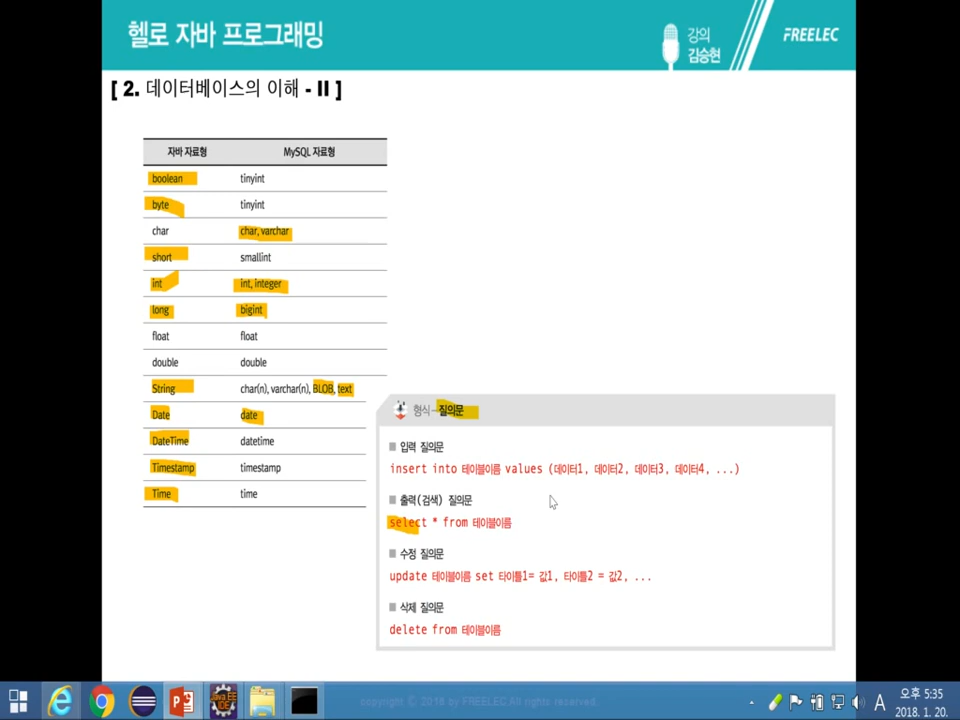 헬로 자바 프로그래밍
강의
김승현
FREELEC
[ 2. 데이터베이스의 이해 - II ]
자바 자료형 MySQL 자료형
boolean tinyint
byte tinyint
char char, varchar
short smallint
int int, integer
long bigint
float float
double double
String char(n), varchar(n), BLOB, text
Date date
DateTime datetime
Timestamp timestamp
Time time
형식-질의문
입력 질의문
insert into 테이블이름 values (데이터1, 데이터2, 데이터3, 데이터4, ...)
출력(검색) 질의문
select * from 테이블이름
수정 질의문
update 테이블이름 set 타이틀1= 값1, 타이틀2 = 값2, ...
삭제 질의문
delete from 테이블이름
copyright © 2018 by FREELEC All rights reserved.
A
오후 5:35
2018. 1. 20.